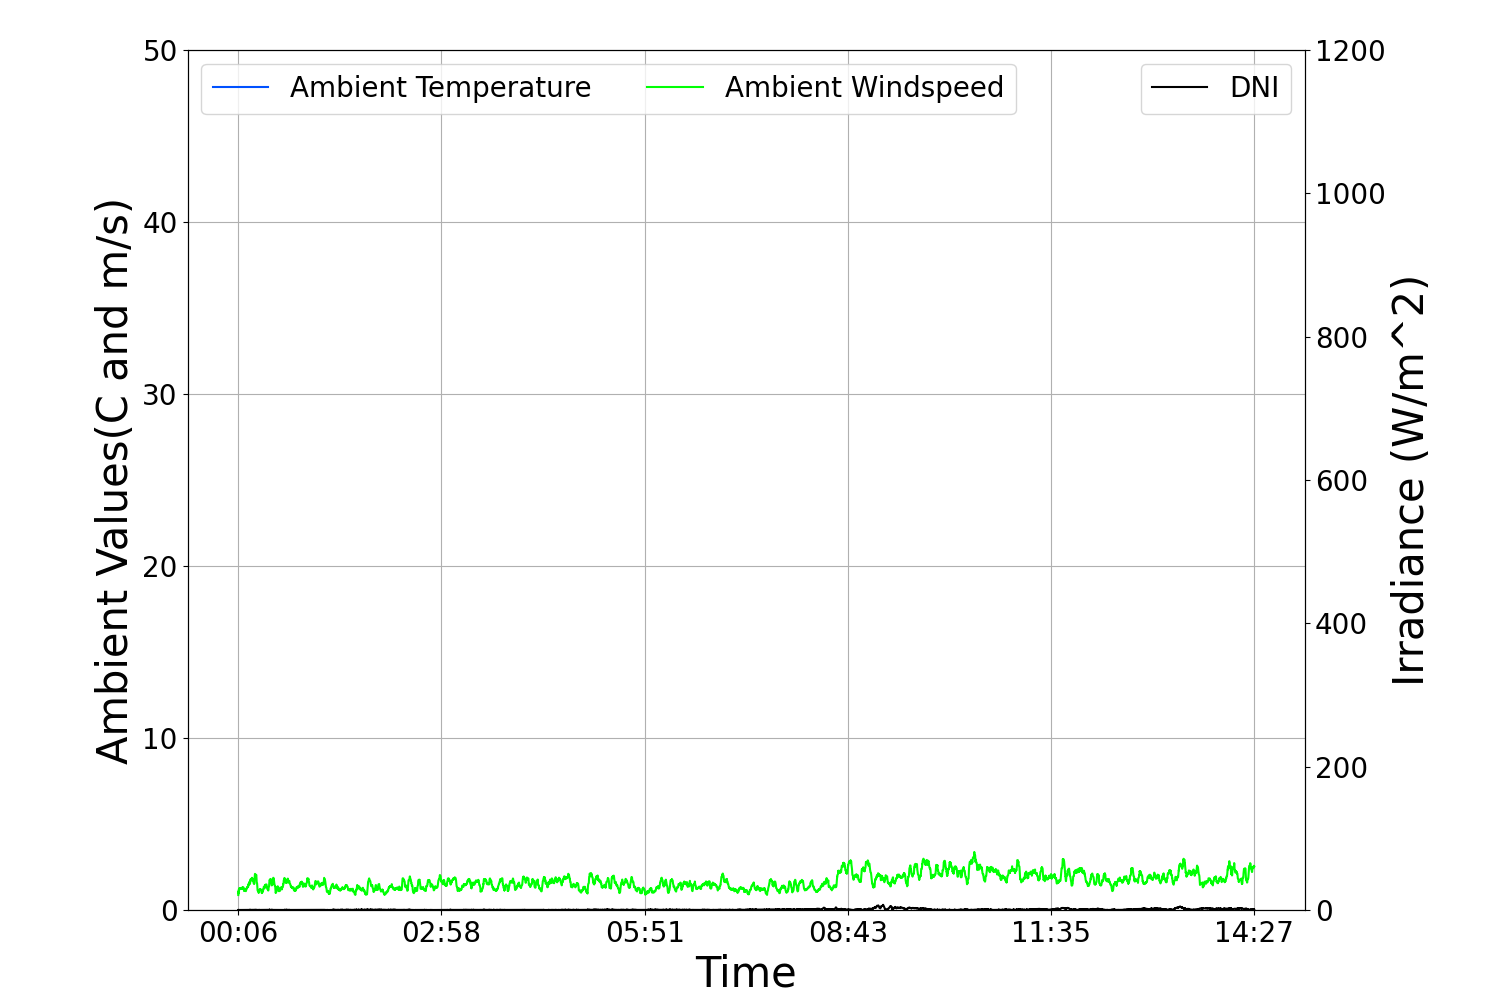 Ambient Temperature
Ambient Windspeed
DNI
Ambient Values(C and m/s)
50
40
30
20
10
0
1200
1000
800
600
400
200
0
Irradiance (W/m^2)
00:06 02:58 05:51 08:43 11:35 14:27
Time